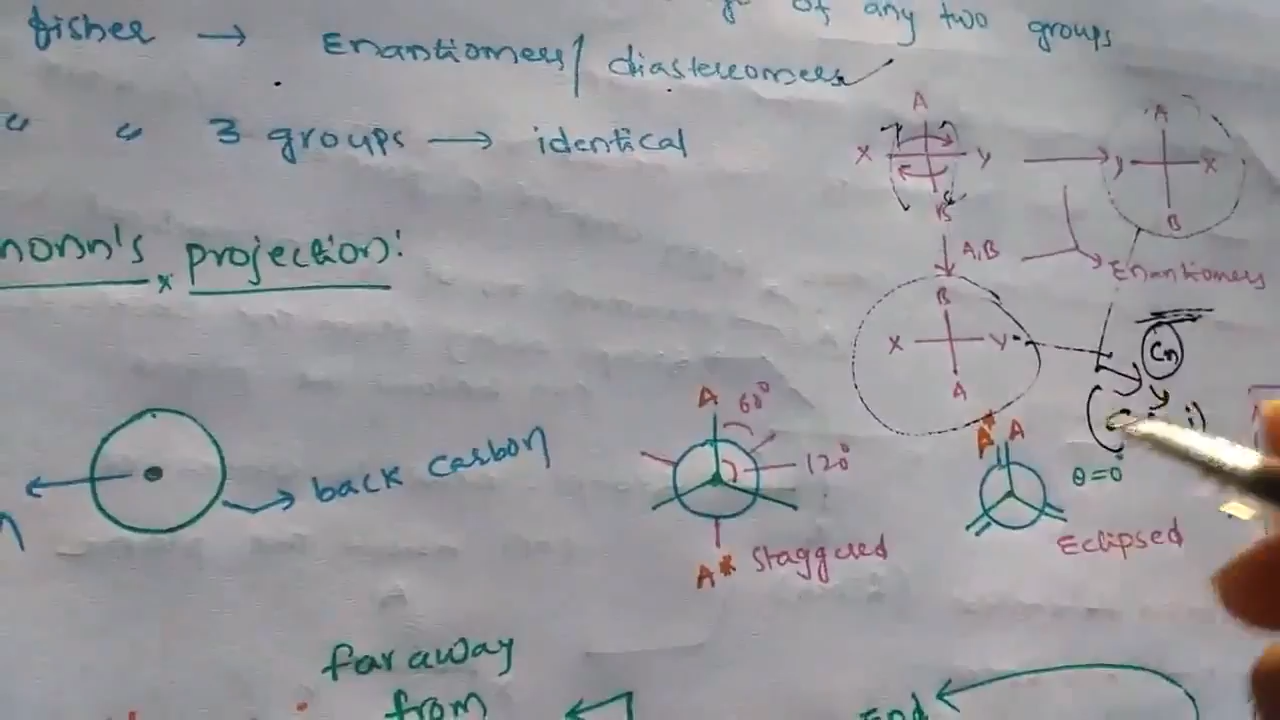 of any two groups
fisher → Enantiomers/ diastereomers
" " 3 groups → identical
A
X Y
B
A
y X
B
A,B
Enantiomers
B
X Y
A
Cn
projection:
back carbon
A 60°
120°
A* Staggered
A* A
θ=0°
Eclipsed
far away
from
End